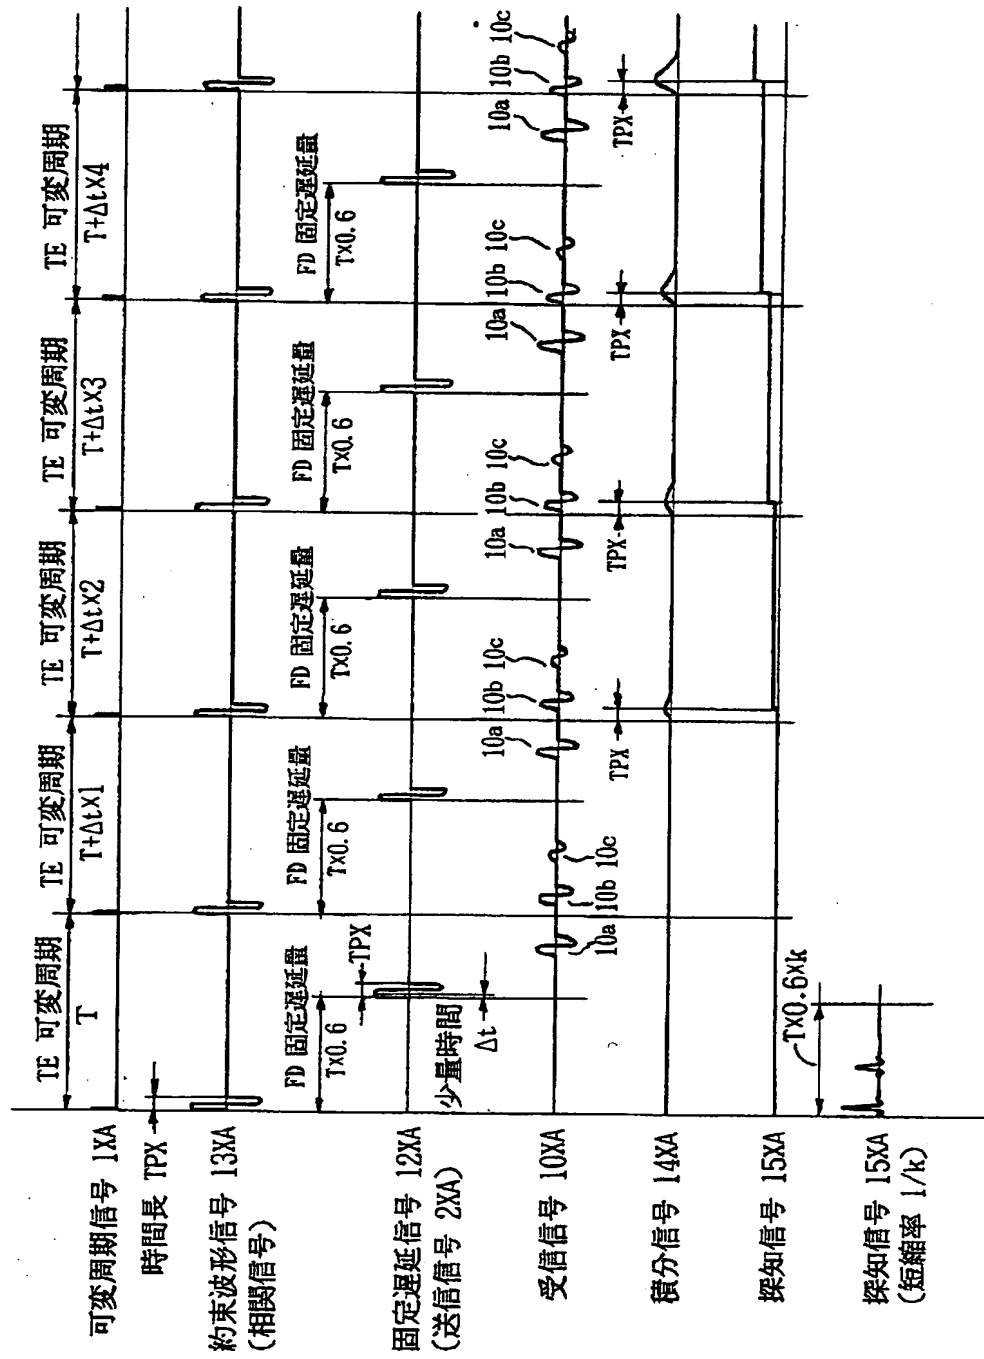 TE 可変周期
T
TE 可変周期
T+Δt×1
TE 可変周期
T+Δt×2
TE 可変周期
T+Δt×3
TE 可変周期
T+Δt×4
可変周期信号 1XA
時間長 TPX
約束波形信号 13XA
(相関信号)
FD 固定遅延量
T×0.6
FD 固定遅延量
T×0.6
FD 固定遅延量
T×0.6
FD 固定遅延量
T×0.6
FD 固定遅延量
T×0.6
TPX
固定遅延信号 12XA
(送信信号 2XA)
少量時間
Δt
受信信号 10XA
10a
10b
10c
10a
10b
10c
10a
10b
10c
10a
10b
10c
10a
10b
10c
積分信号 14XA
TPX
TPX
TPX
TPX
探知信号 15XA
探知信号 15XA
(短縮率 1/k)
T×0.6×k